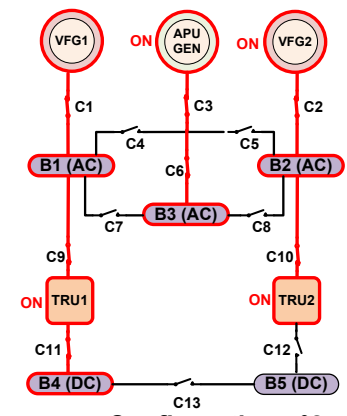 VFG1
ON
APU
GEN
ON
VFG2
C1
C3
C2
C4
C5
B1 (AC)
C6
B2 (AC)
B3 (AC)
C7
C8
C9
C10
ON
TRU1
ON
TRU2
C11
C12
B4 (DC)
C13
B5 (DC)